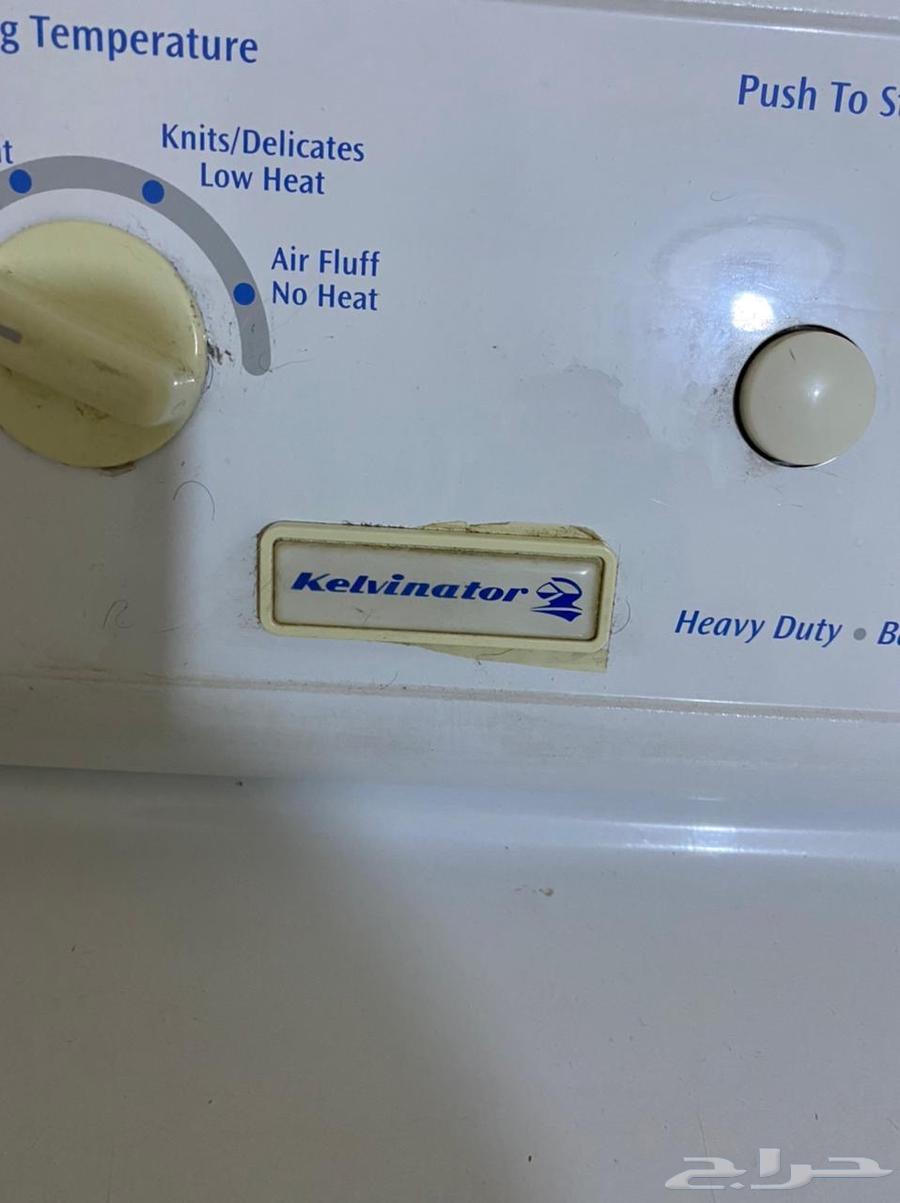 g Temperature
Push To S
t
Knits/Delicates
Low Heat
Air Fluff
No Heat
Kelvinator
Heavy Duty • B
حراج